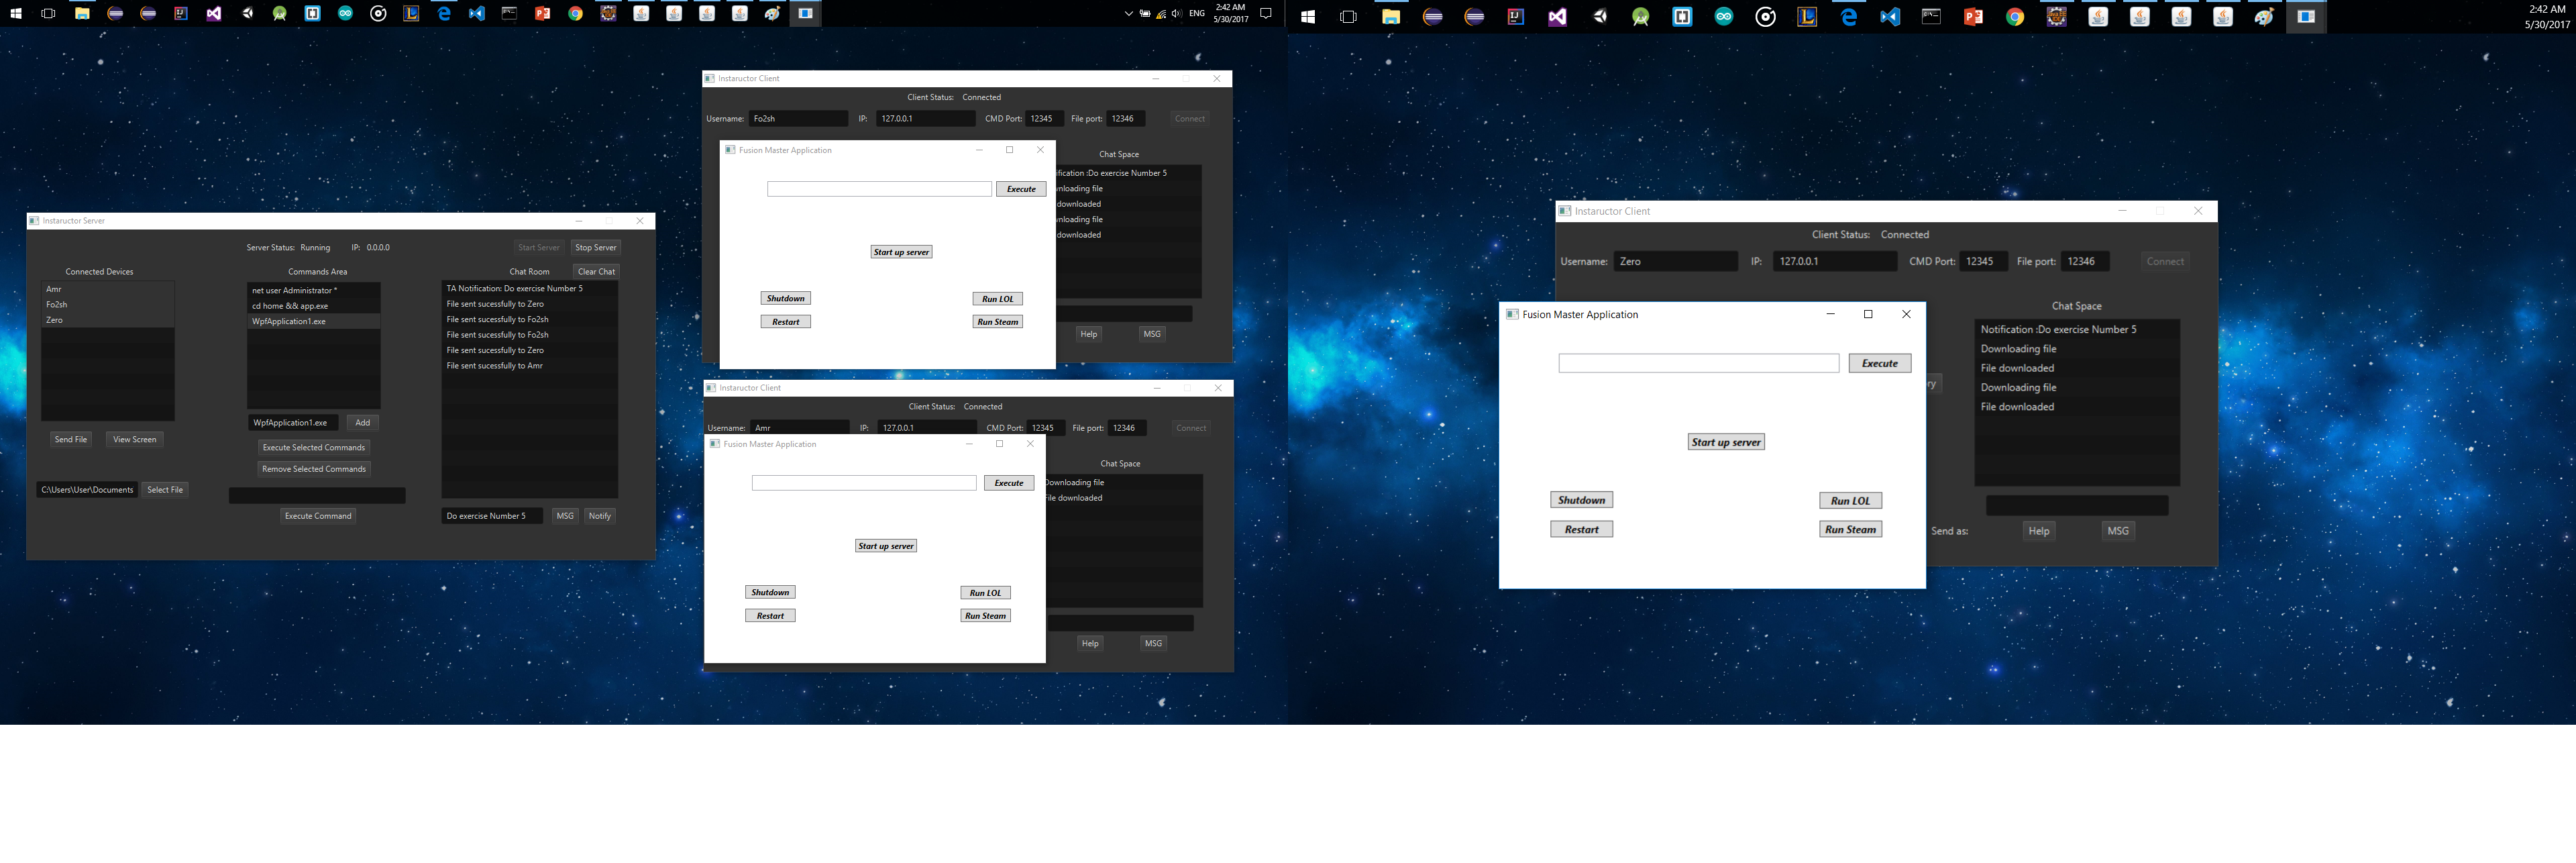 ENG
2:42 AM
5/30/2017
2:42 AM
5/30/2017
Instaructor Server
Server Status: Running IP: 0.0.0.0 Start Server Stop Server
Connected Devices
Amr
Fo2sh
Zero
Send File View Screen
C:\Users\User\Documents Select File
Commands Area
net user Administrator *
cd home && app.exe
WpfApplication1.exe
WpfApplication1.exe Add
Execute Selected Commands
Remove Selected Commands
Execute Command
Chat Room Clear Chat
TA Notification: Do exercise Number 5
File sent sucessfully to Zero
File sent sucessfully to Fo2sh
File sent sucessfully to Fo2sh
File sent sucessfully to Zero
File sent sucessfully to Amr
Do exercise Number 5 MSG Notify
Instaructor Client
Client Status: Connected
Username: Fo2sh IP: 127.0.0.1 CMD Port: 12345 File port: 12346 Connect
Fusion Master Application
Execute
Start up server
Shutdown Run LOL
Restart Run Steam
Chat Space
ification :Do exercise Number 5
wnloading file
downloaded
wnloading file
downloaded
Help MSG
Instaructor Client
Client Status: Connected
Username: Amr IP: 127.0.0.1 CMD Port: 12345 File port: 12346 Connect
Fusion Master Application
Execute
Start up server
Shutdown Run LOL
Restart Run Steam
Chat Space
Downloading file
File downloaded
Help MSG
Instaructor Client
Client Status: Connected
Username: Zero IP: 127.0.0.1 CMD Port: 12345 File port: 12346 Connect
Fusion Master Application
Execute
Start up server
Shutdown Run LOL
Restart Run Steam
Chat Space
Notification :Do exercise Number 5
Downloading file
File downloaded
Downloading file
File downloaded
ry
Send as: Help MSG